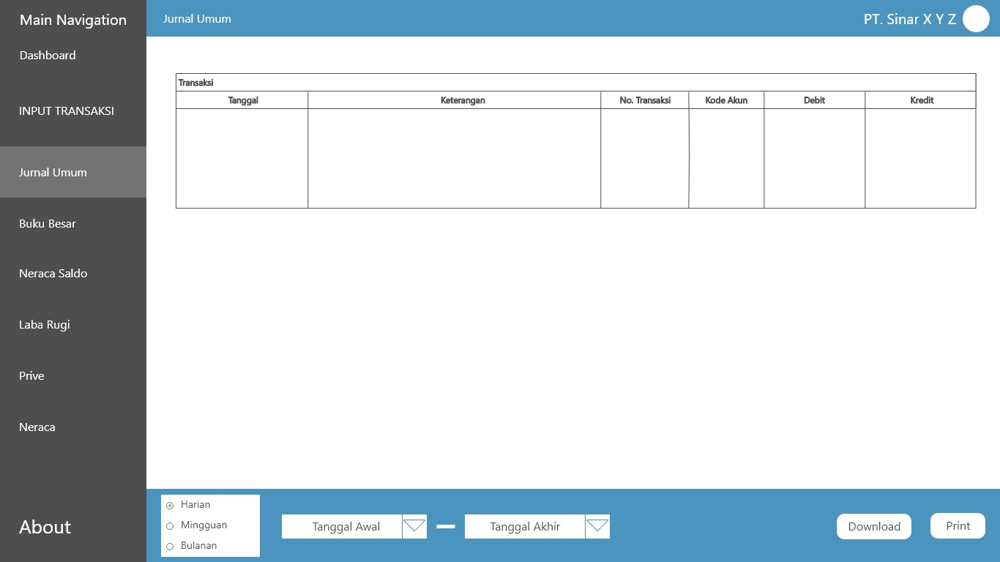 Main Navigation
Dashboard
INPUT TRANSAKSI
Jurnal Umum
Buku Besar
Neraca Saldo
Laba Rugi
Prive
Neraca
About
Jurnal Umum
PT. Sinar X Y Z
Transaksi
Tanggal Keterangan No. Transaksi Kode Akun Debit Kredit
Harian
Mingguan
Bulanan
Tanggal Awal
Tanggal Akhir
Download
Print